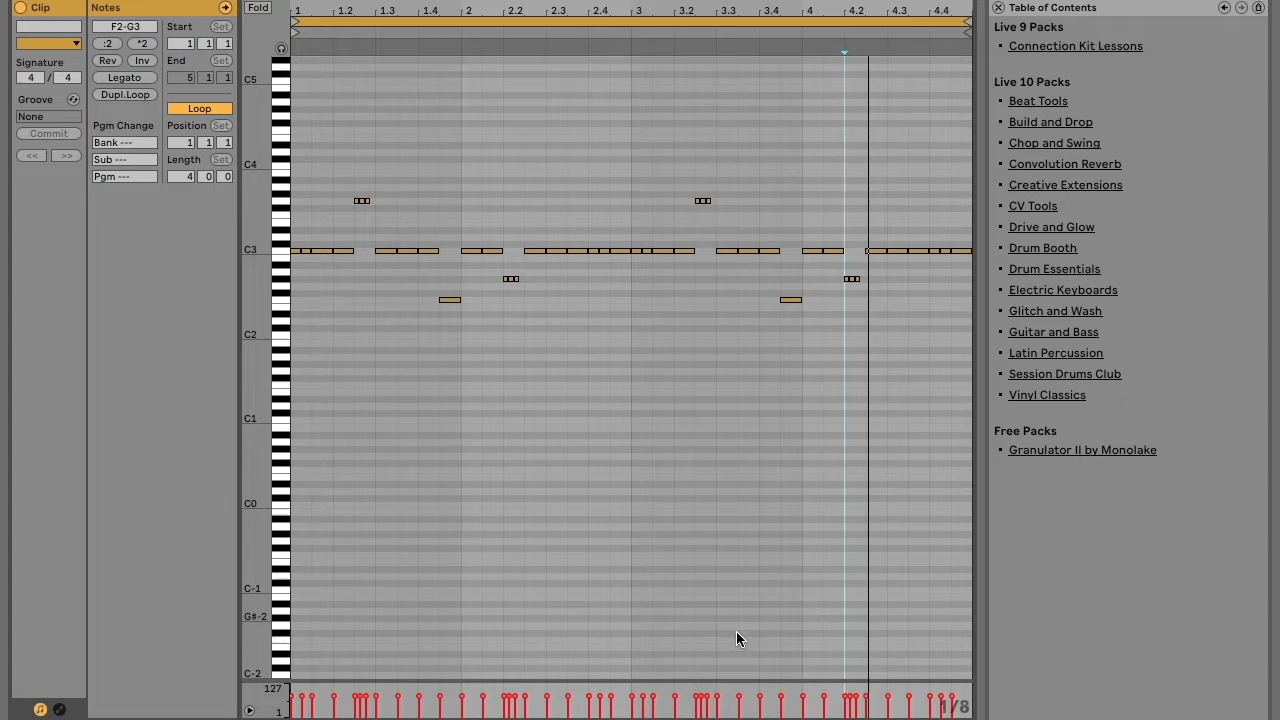 Clip
Signature
4 / 4
Groove
None
Commit
<< >>
Notes
F2-G3
:2 *2
Rev Inv
Legato
Dupl.Loop
Pgm Change
Bank ---
Sub ---
Pgm ---
Start Set
1 1 1
End Set
5 1 1
Loop
Position Set
1 1 1
Length Set
4 0 0
Fold
1 1.2 1.3 1.4 2 2.2 2.3 2.4 3 3.2 3.3 3.4 4 4.2 4.3 4.4
C5
C4
C3
C2
C1
C0
C-1
G#-2
C-2
127
1
1/8
Table of Contents
Live 9 Packs
Connection Kit Lessons
Live 10 Packs
Beat Tools
Build and Drop
Chop and Swing
Convolution Reverb
Creative Extensions
CV Tools
Drive and Glow
Drum Booth
Drum Essentials
Electric Keyboards
Glitch and Wash
Guitar and Bass
Latin Percussion
Session Drums Club
Vinyl Classics
Free Packs
Granulator II by Monolake